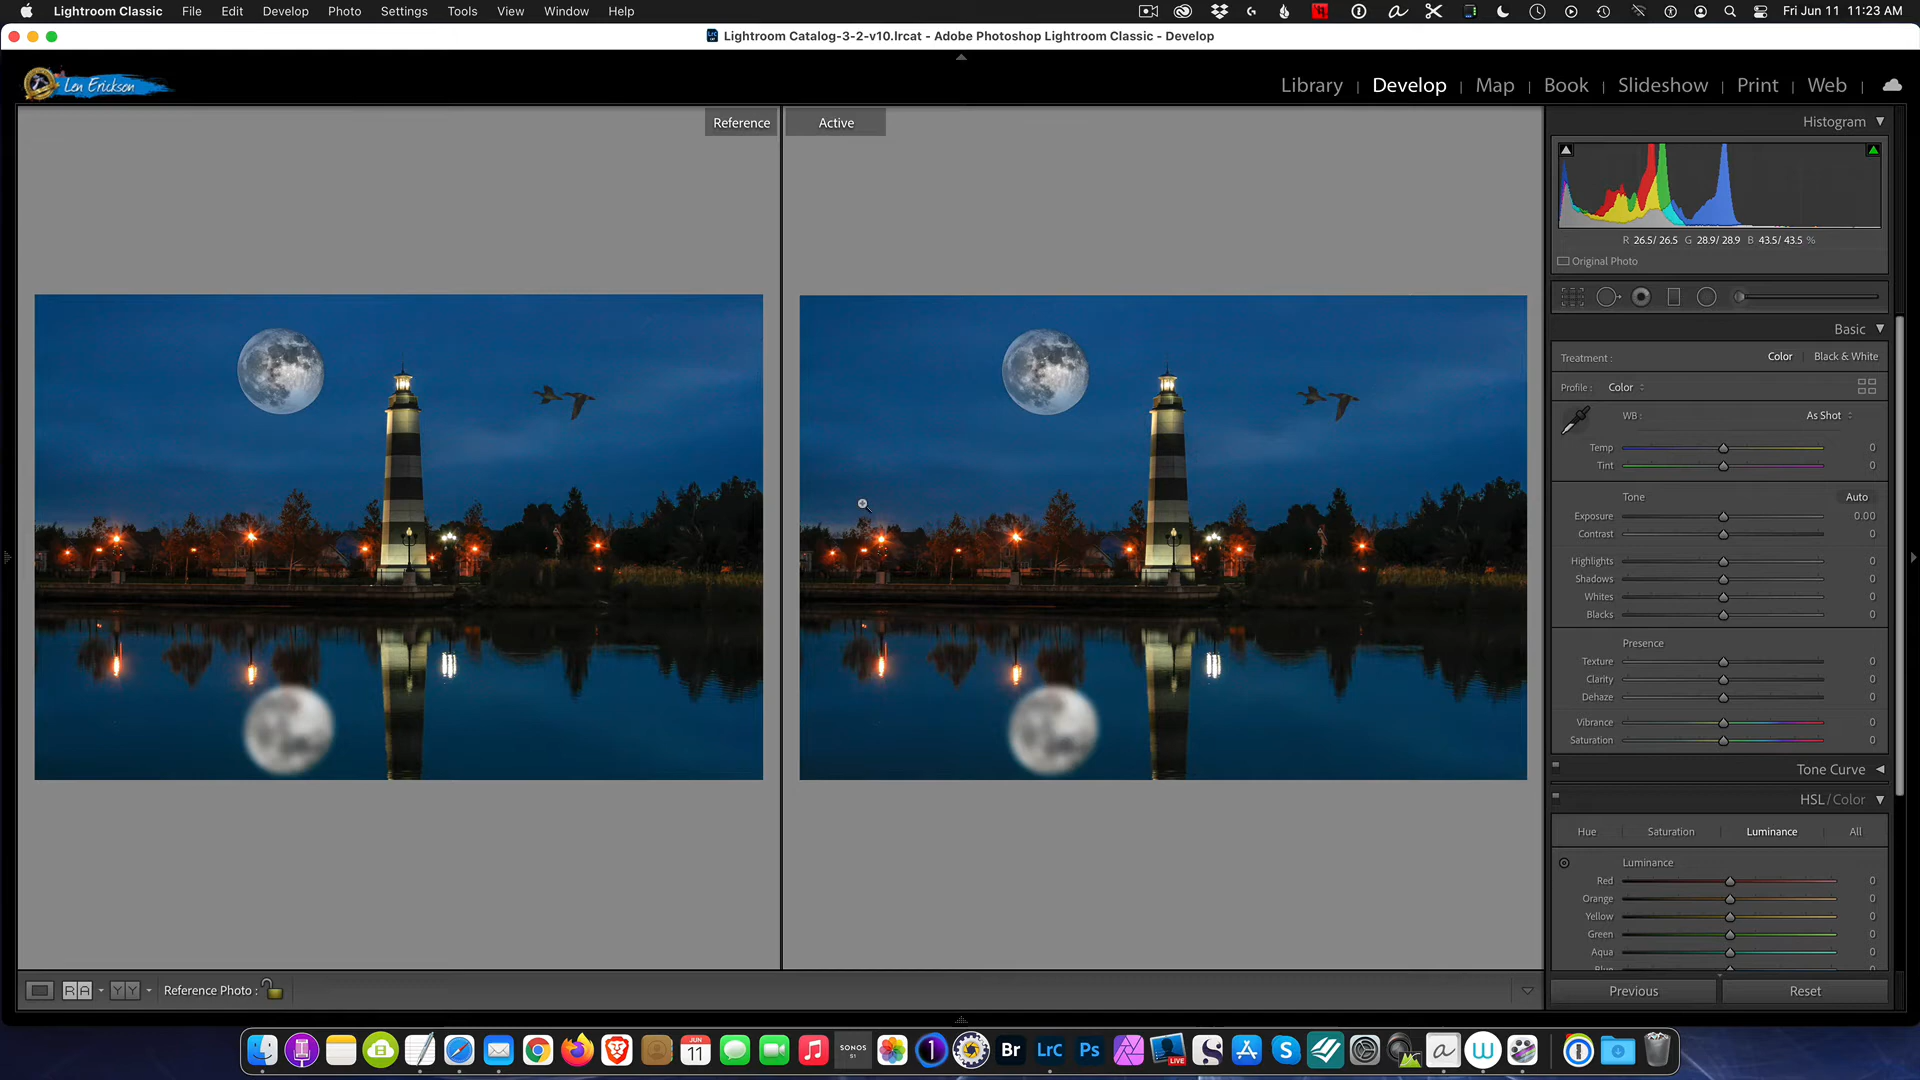 Lightroom Classic File Edit Develop Photo Settings Tools View Window Help Fri Jun 11 11:23 AM
Lightroom Catalog-3-2-v10.lrcat - Adobe Photoshop Lightroom Classic - Develop
Len Erickson
Library | Develop | Map | Book | Slideshow | Print | Web
Reference Active
Histogram
R 26.5/ 26.5 G 28.9/ 28.9 B 43.5/ 43.5 %
Original Photo
Basic
Treatment : Color | Black & White
Profile : Color
WB : As Shot
Temp 0
Tint 0
Tone Auto
Exposure 0.00
Contrast 0
Highlights 0
Shadows 0
Whites 0
Blacks 0
Presence
Texture 0
Clarity 0
Dehaze 0
Vibrance 0
Saturation 0
Tone Curve
HSL / Color
Hue Saturation Luminance All
Luminance
Red 0
Orange 0
Yellow 0
Green 0
Aqua 0
R A Y Y Reference Photo :
Previous Reset
JUN
11
SONOS
S1
1
Br
LrC
Ps
LIVE
S
a
W